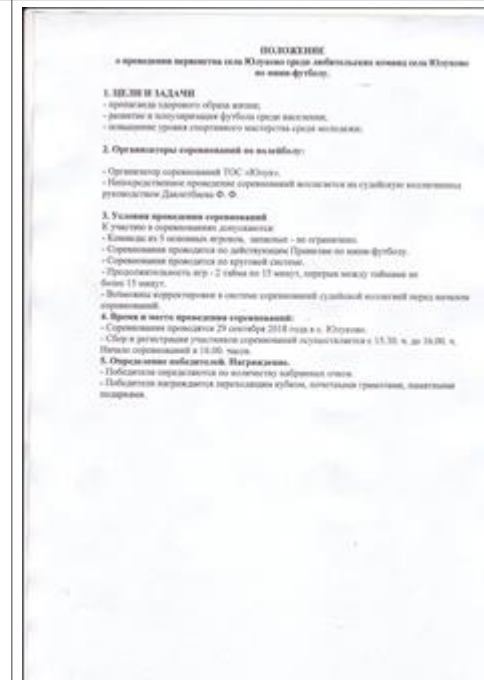 ПОЛОЖЕНИЕ
о проведении первенства села Юлуково среди любительских команд села Юлуково
по мини-футболу.
1. ЦЕЛИ И ЗАДАЧИ
- пропаганда здорового образа жизни;
- развитие и популяризация футбола среди населения;
- повышение уровня спортивного мастерства среди молодежи;
2. Организаторы соревнований по волейболу:
- Организатор соревнований ТОС «Юлук».
- Непосредственное проведение соревнований возлагается на судейскую коллегию
руководством Давлетбаева Ф. Ф.
3. Условия проведения соревнований
К участию в соревнованиях допускаются
- Команды из 5 основных игроков, запасные - не ограничено.
- Соревнования проводятся по действующим Правилам по мини-футболу.
- Соревнования проводятся по круговой системе.
- Продолжительность игр - 2 тайма по 15 минут, перерыв между таймами не
более 15 минут.
- Возможны корректировки в системе соревнований судейской коллегией перед началом
соревнований.
4. Время и место проведения соревнований:
- Соревнования проводятся 29 сентября 2018 года в с. Юлуково.
- Сбор и регистрация участников соревнований осуществляется с 15.30. ч. до 16.00. ч.
Начало соревнований в 16.00. часов.
5. Определение победителей. Награждение.
- Победители определяются по количеству набранных очков.
- Победители награждается переходящим кубком, почетными грамотами, памятными
подарками.